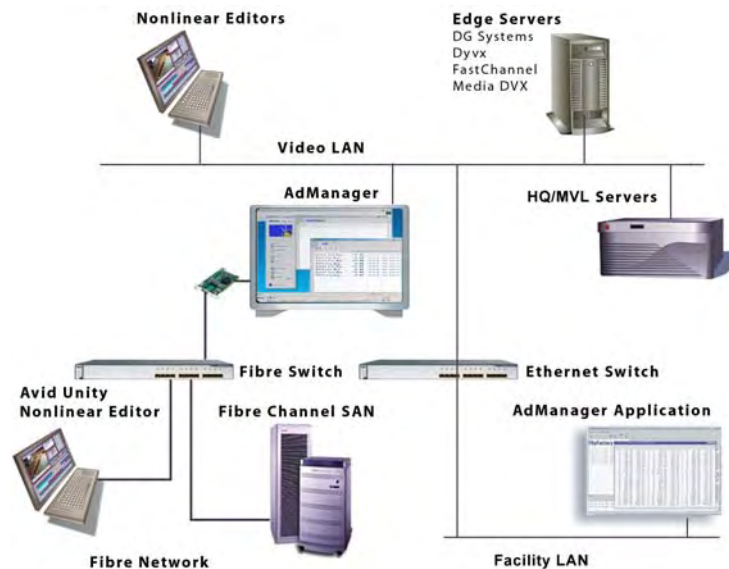 Nonlinear Editors
Edge Servers
DG Systems
Dyvx
FastChannel
Media DVX
Video LAN
AdManager
HQ/MVL Servers
Fibre Switch
Ethernet Switch
Avid Unity
Nonlinear Editor
Fibre Channel SAN
AdManager Application
Fibre Network
Facility LAN